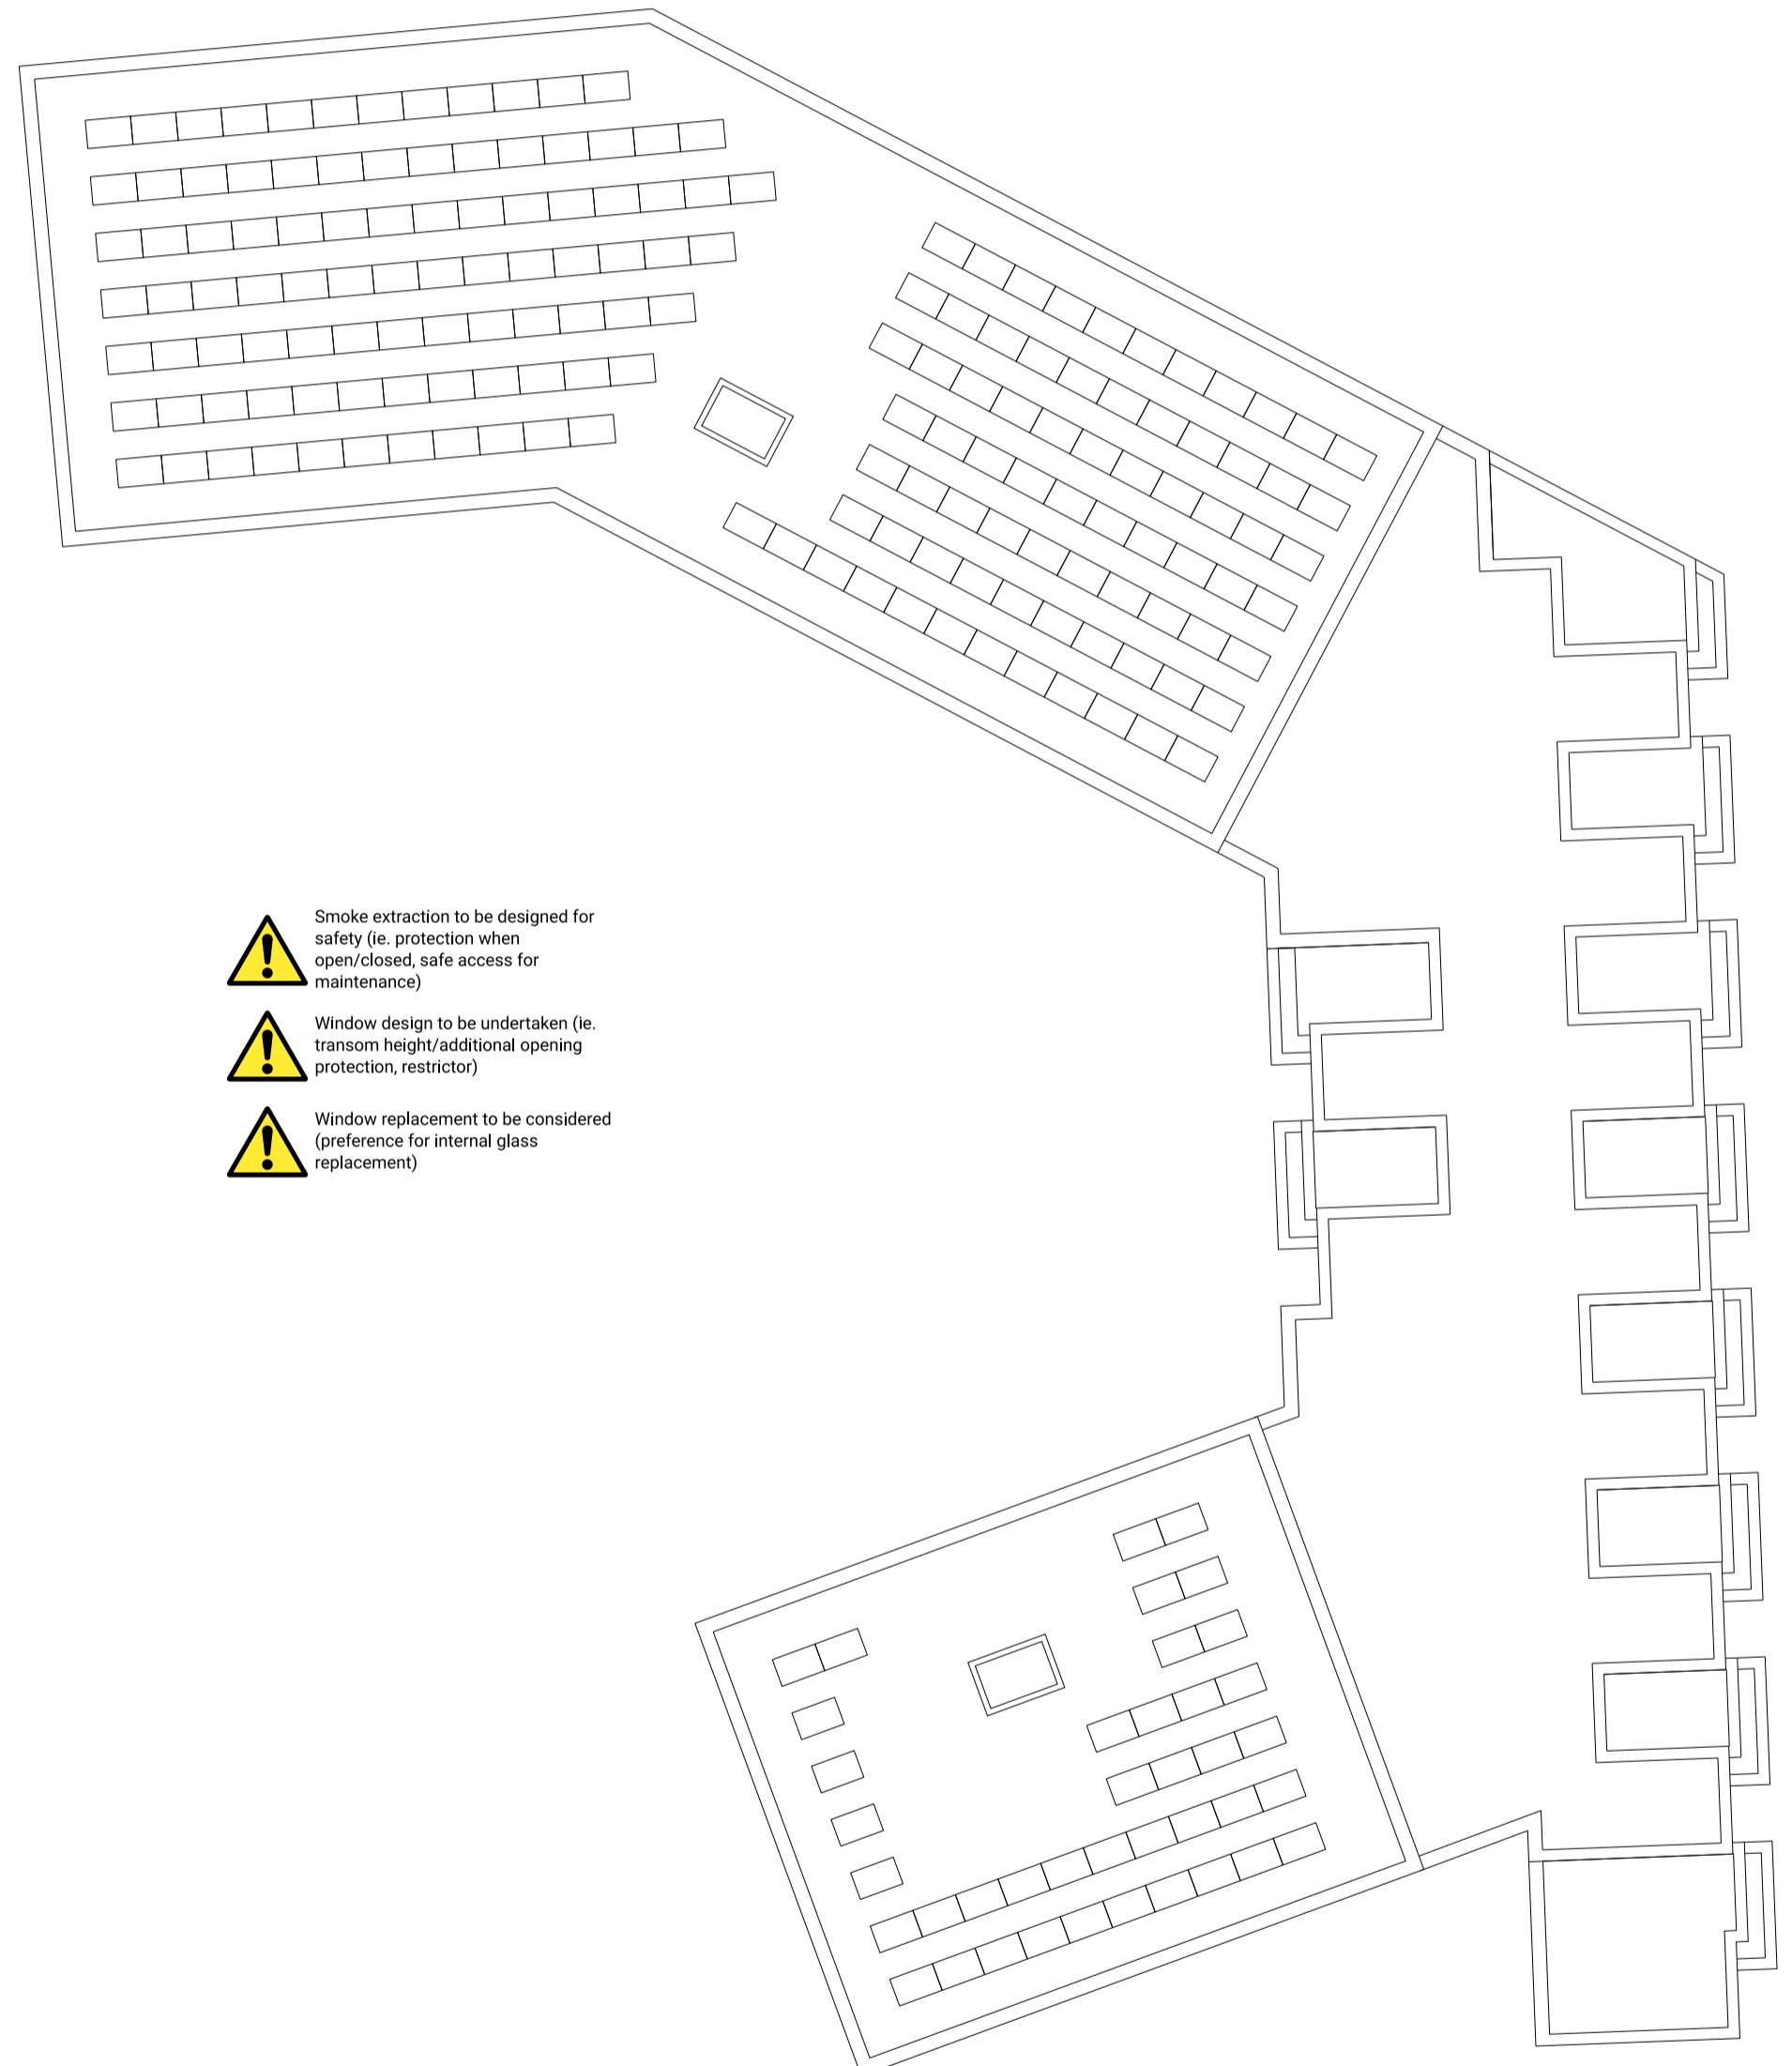 Smoke extraction to be designed for
safety (ie. protection when
open/closed, safe access for
maintenance)
Window design to be undertaken (ie.
transom height/additional opening
protection, restrictor)
Window replacement to be considered
(preference for internal glass
replacement)